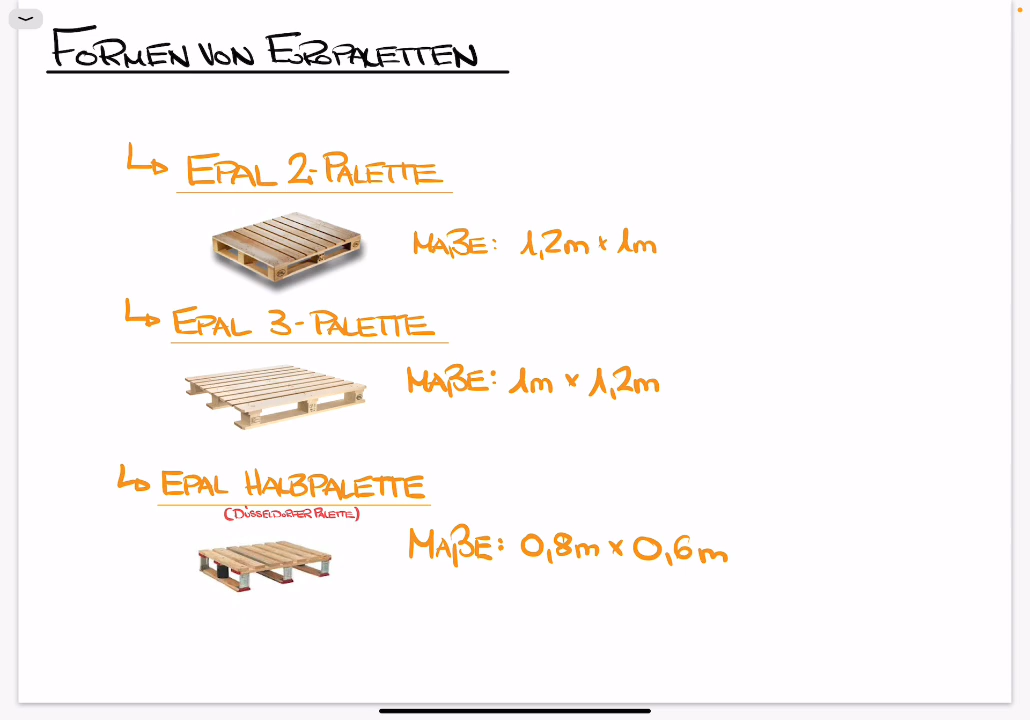 FORMEN VON EUROPALETTEN
EPAL 2-PALETTE
MAßE: 1,2m x 1m
EPAL 3-PALETTE
MAßE: 1m x 1,2m
EPAL HALBPALETTE
(DÜSSELDORFER PALETTE)
MAßE: 0,8m x 0,6m